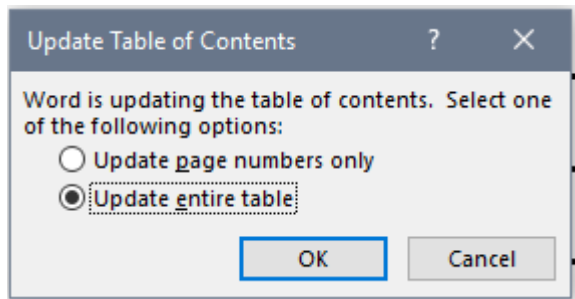 Update Table of Contents ?
Word is updating the table of contents. Select one
of the following options:
Update page numbers only
Update entire table
OK Cancel